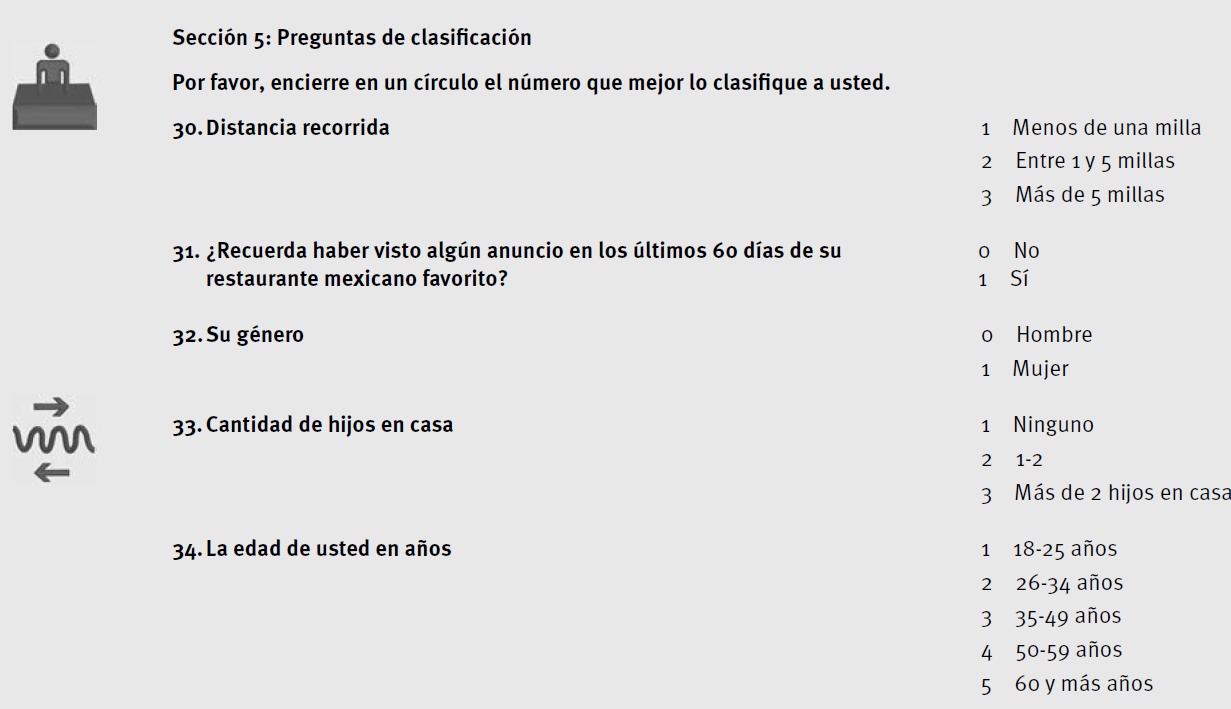 Sección 5: Preguntas de clasificación
Por favor, encierre en un círculo el número que mejor lo clasifique a usted.
30. Distancia recorrida
1 Menos de una milla
2 Entre 1 y 5 millas
3 Más de 5 millas
31. ¿Recuerda haber visto algún anuncio en los últimos 60 días de su
restaurante mexicano favorito?
0 No
1 Sí
32. Su género
0 Hombre
1 Mujer
33. Cantidad de hijos en casa
1 Ninguno
2 1-2
3 Más de 2 hijos en casa
34. La edad de usted en años
1 18-25 años
2 26-34 años
3 35-49 años
4 50-59 años
5 60 y más años